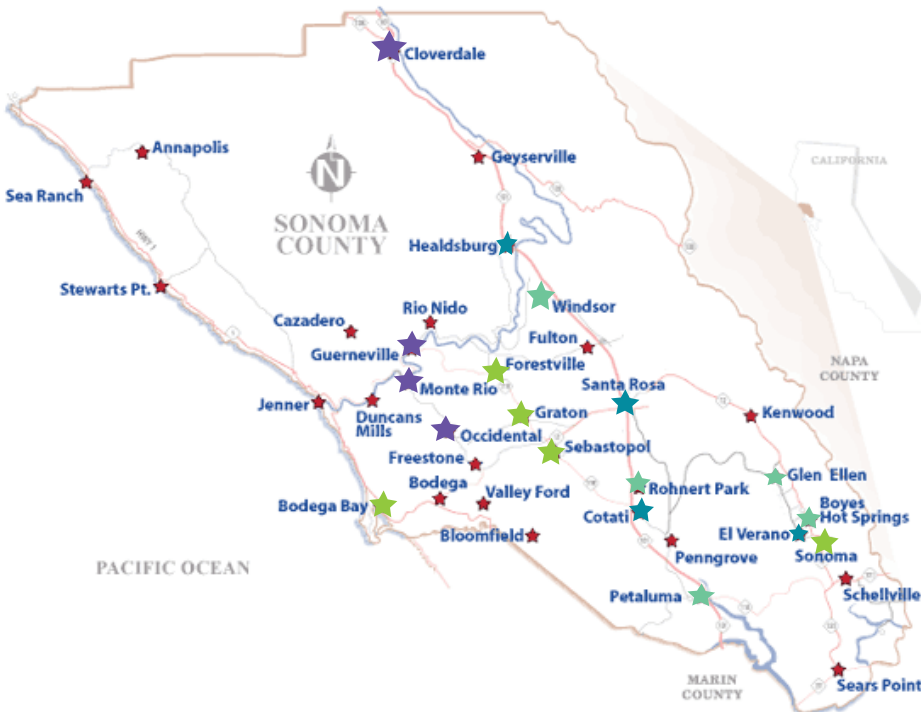 Cloverdale
Annapolis
Geyserville
CALIFORNIA
Sea Ranch
N
SONOMA
COUNTY
HWY 1
Healdsburg
Stewarts Pt.
Rio Nido
Windsor
Cazadero
Fulton
Guerneville
Forestville
NAPA
COUNTY
Monte Rio
Santa Rosa
Jenner
Duncans
Mills
Graton
Kenwood
Occidental
Sebastopol
Freestone
Glen Ellen
Bodega
Valley Ford
Rohnert Park
Bodega Bay
Boyes
Hot Springs
Cotati
Bloomfield
El Verano
Penngrove
Sonoma
PACIFIC OCEAN
Petaluma
Schellville
MARIN
COUNTY
Sears Point